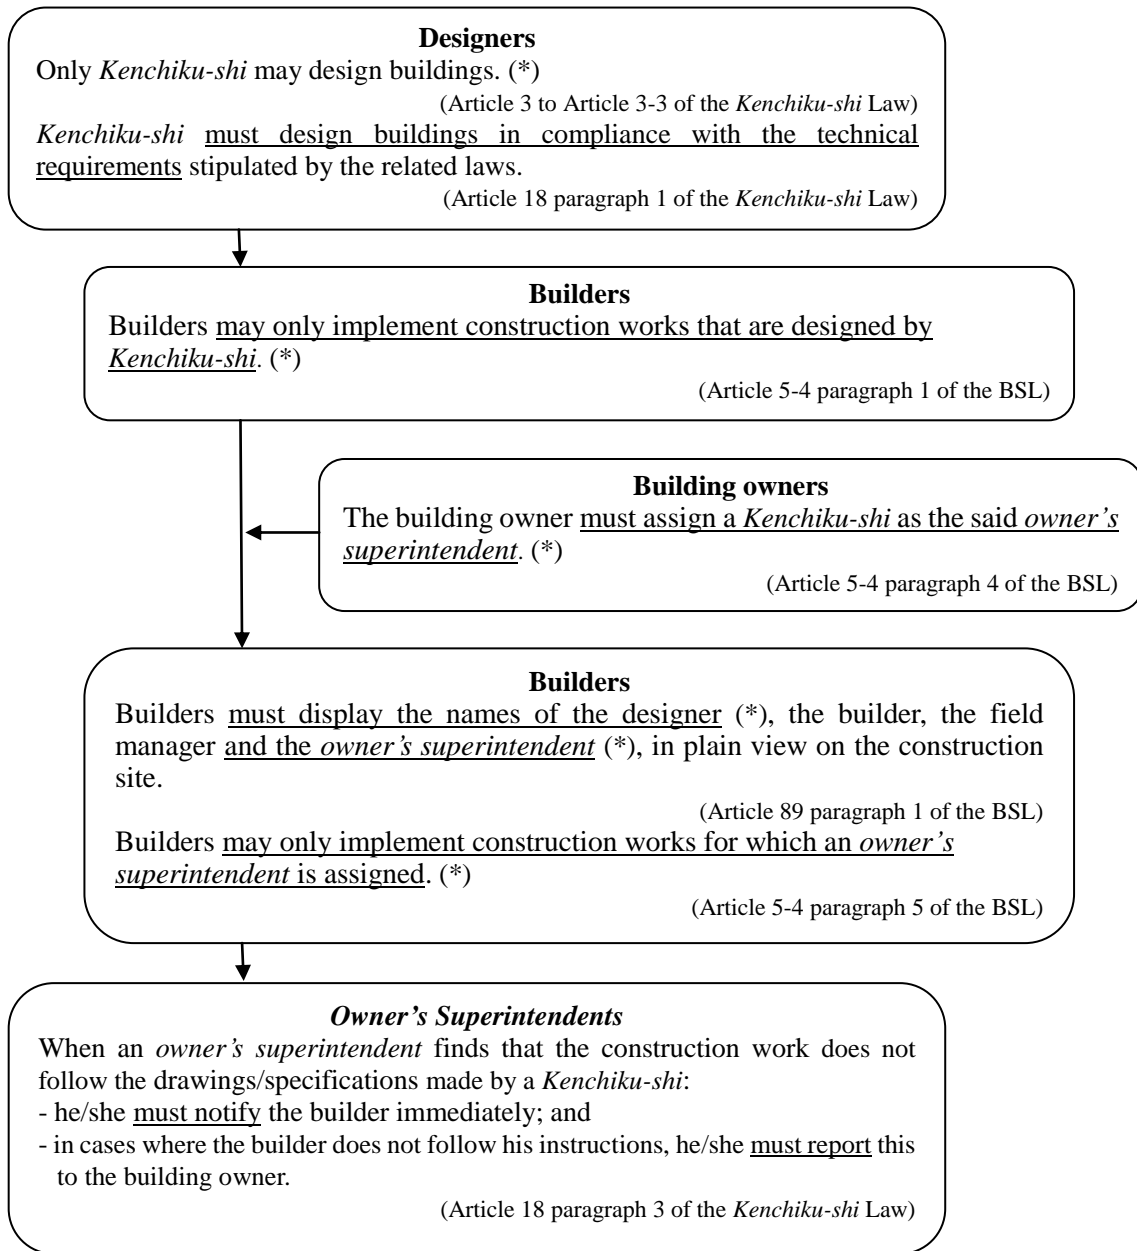 Designers
Only Kenchiku-shi may design buildings. (*)
(Article 3 to Article 3-3 of the Kenchiku-shi Law)
Kenchiku-shi must design buildings in compliance with the technical
requirements stipulated by the related laws.
(Article 18 paragraph 1 of the Kenchiku-shi Law)
Builders
Builders may only implement construction works that are designed by
Kenchiku-shi. (*)
(Article 5-4 paragraph 1 of the BSL)
Building owners
The building owner must assign a Kenchiku-shi as the said owner's
superintendent. (*)
(Article 5-4 paragraph 4 of the BSL)
Builders
Builders must display the names of the designer (*), the builder, the field
manager and the owner's superintendent (*), in plain view on the construction
site.
(Article 89 paragraph 1 of the BSL)
Builders may only implement construction works for which an owner's
superintendent is assigned. (*)
(Article 5-4 paragraph 5 of the BSL)
Owner's Superintendents
When an owner's superintendent finds that the construction work does not
follow the drawings/specifications made by a Kenchiku-shi:
- he/she must notify the builder immediately; and
- in cases where the builder does not follow his instructions, he/she must report this
to the building owner.
(Article 18 paragraph 3 of the Kenchiku-shi Law)